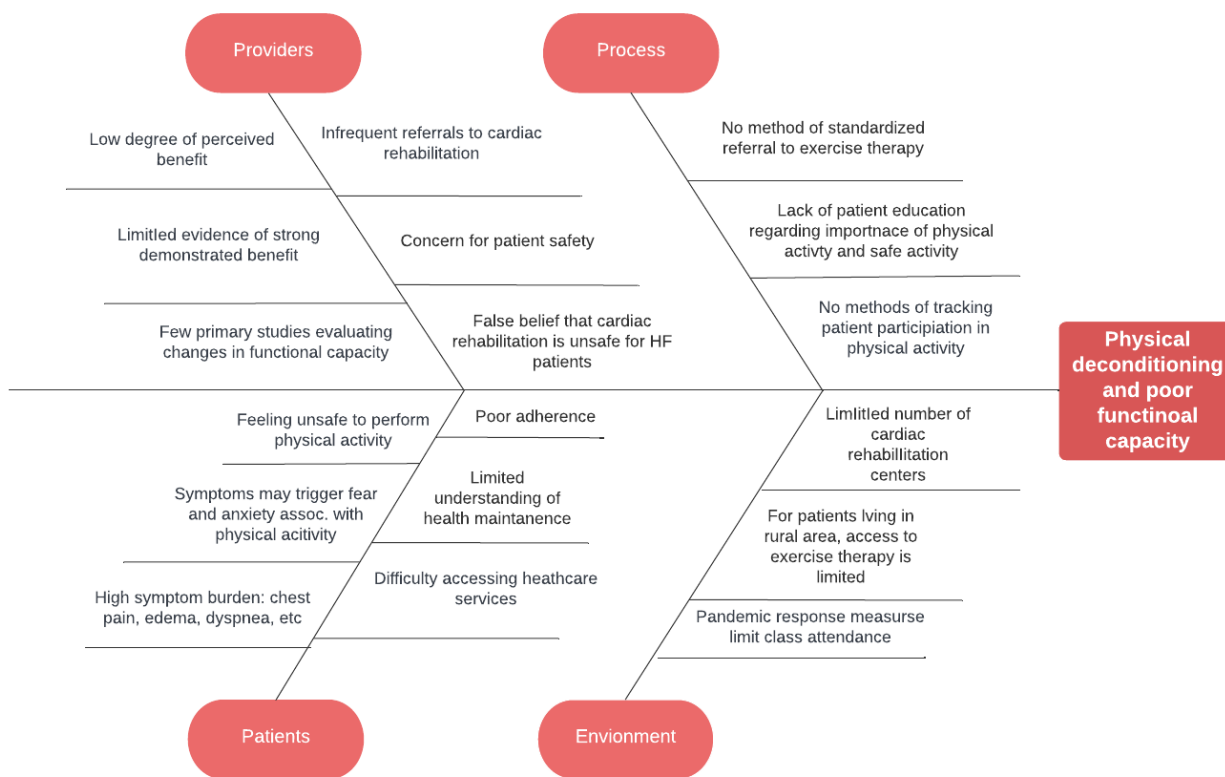 Providers
Process
Low degree of perceived
benefit
Infrequent referrals to cardiac
rehabilitation
No method of standardized
referral to exercise therapy
Limitled evidence of strong
demonstrated benefit
Concern for patient safety
Lack of patient education
regarding importnace of physical
activty and safe activity
Few primary studies evaluating
changes in functional capacity
False belief that cardiac
rehabilitation is unsafe for HF
patients
No methods of tracking
patient participiation in
physical activity
Physical
deconditioning
and poor
functinoal
capacity
Feeling unsafe to perform
physical activity
Poor adherence
Limlitled number of
cardiac
rehabillitation
centers
Symptoms may trigger fear
and anxiety assoc. with
physical acitivity
Limited
understanding of
health maintanence
For patients lving in
rural area, access to
exercise therapy is
limited
High symptom burden: chest
pain, edema, dyspnea, etc
Difficulty accessing heathcare
services
Pandemic response measurse
limit class attendance
Patients
Envionment